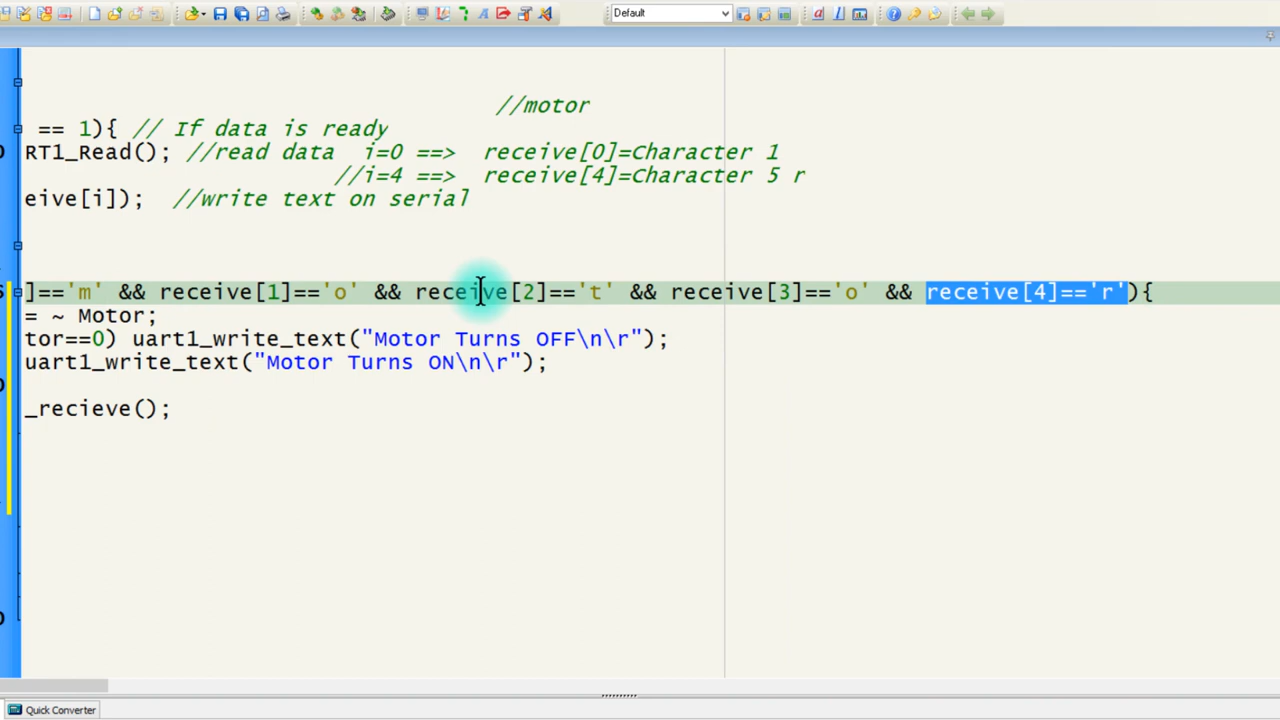 Default
//motor
== 1){ // If data is ready
RT1_Read(); //read data i=0 ==> receive[0]=Character 1
//i=4 ==> receive[4]=Character 5 r
eive[i]); //write text on serial
]=='m' && receive[1]=='o' && receive[2]=='t' && receive[3]=='o' && receive[4]=='r'){
= ~ Motor;
tor==0) uart1_write_text("Motor Turns OFF\n\r");
uart1_write_text("Motor Turns ON\n\r");
_recieve();
Quick Converter